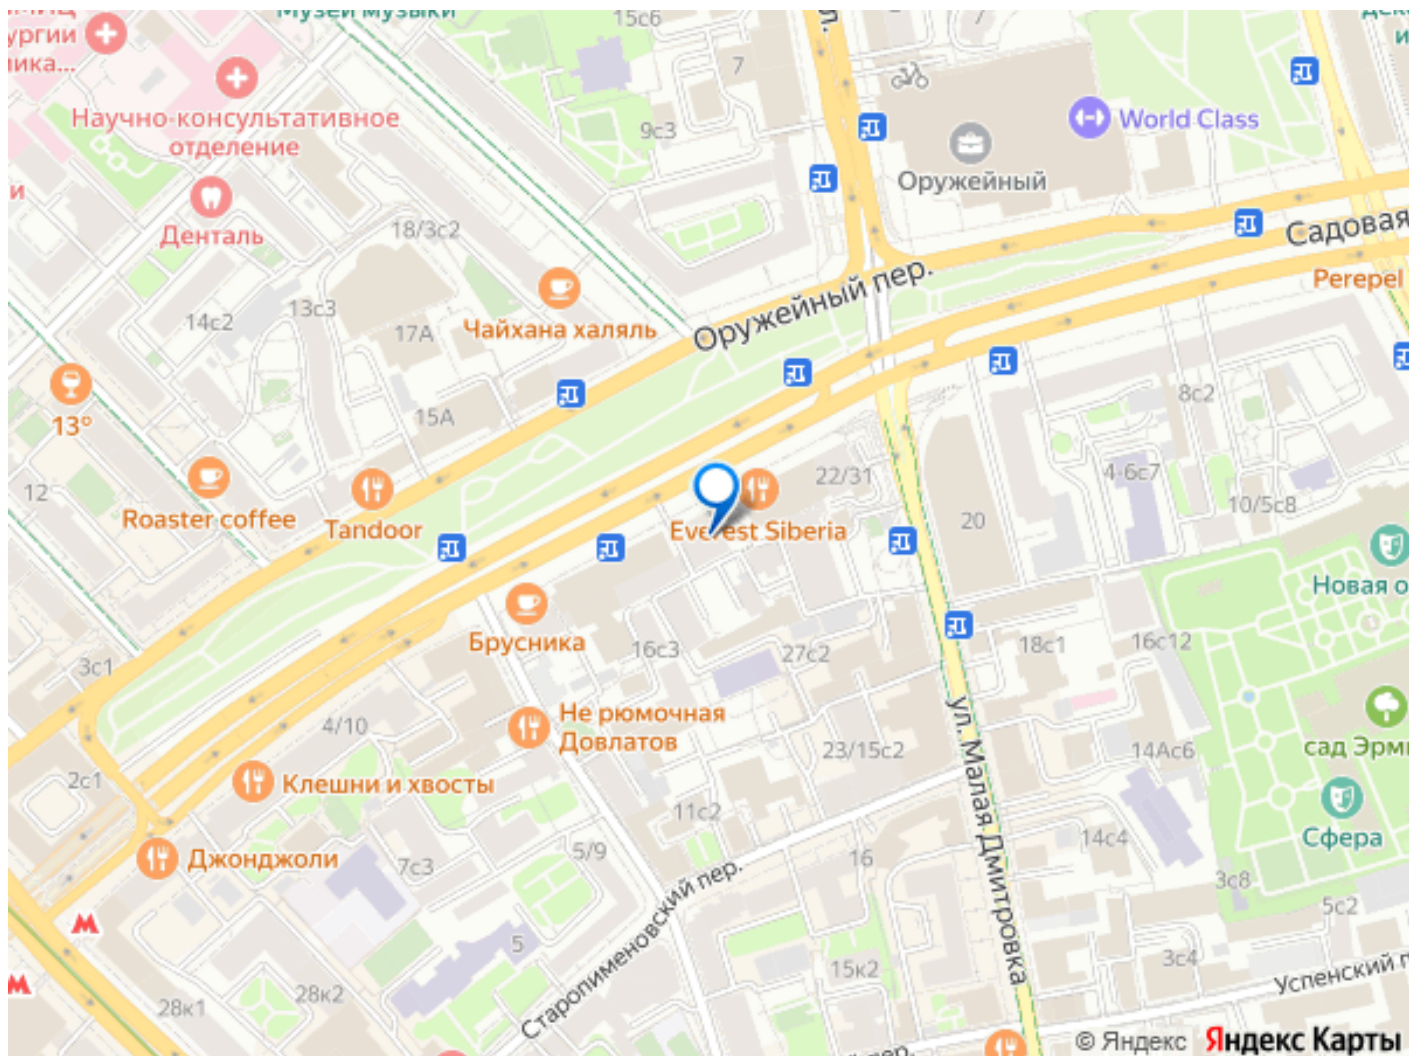 Музей музыки
15с6
7
7
ул.
ургии
ика...
Научно-консультативное
отделение
9с3
World Class
Оружейный
и
Денталь
18/3с2
Садовая
Оружейный пер.
Perepel
Чайхана халяль
13с3
14с2
17А
8с2
13°
15А
12
Roaster coffee
Tandoor
22/31
4-6с7
10/5с8
20
Everest Siberia
Новая о
Брусника
16с3
27с2
18с1
16с12
3с1
4/10
Не рюмочная
Довлатов
23/15с2
ул. Малая Дмитровка
14Ас6
сад Эрми
2с1
Клешни и хвосты
11с2
Сфера
14с4
Джонджоли
7с3
5/9
16
3с8
Старопименовский пер.
5с2
5
15к2
3с4
Успенский п
28к1
28к2
пер.
© Яндекс Яндекс Карты